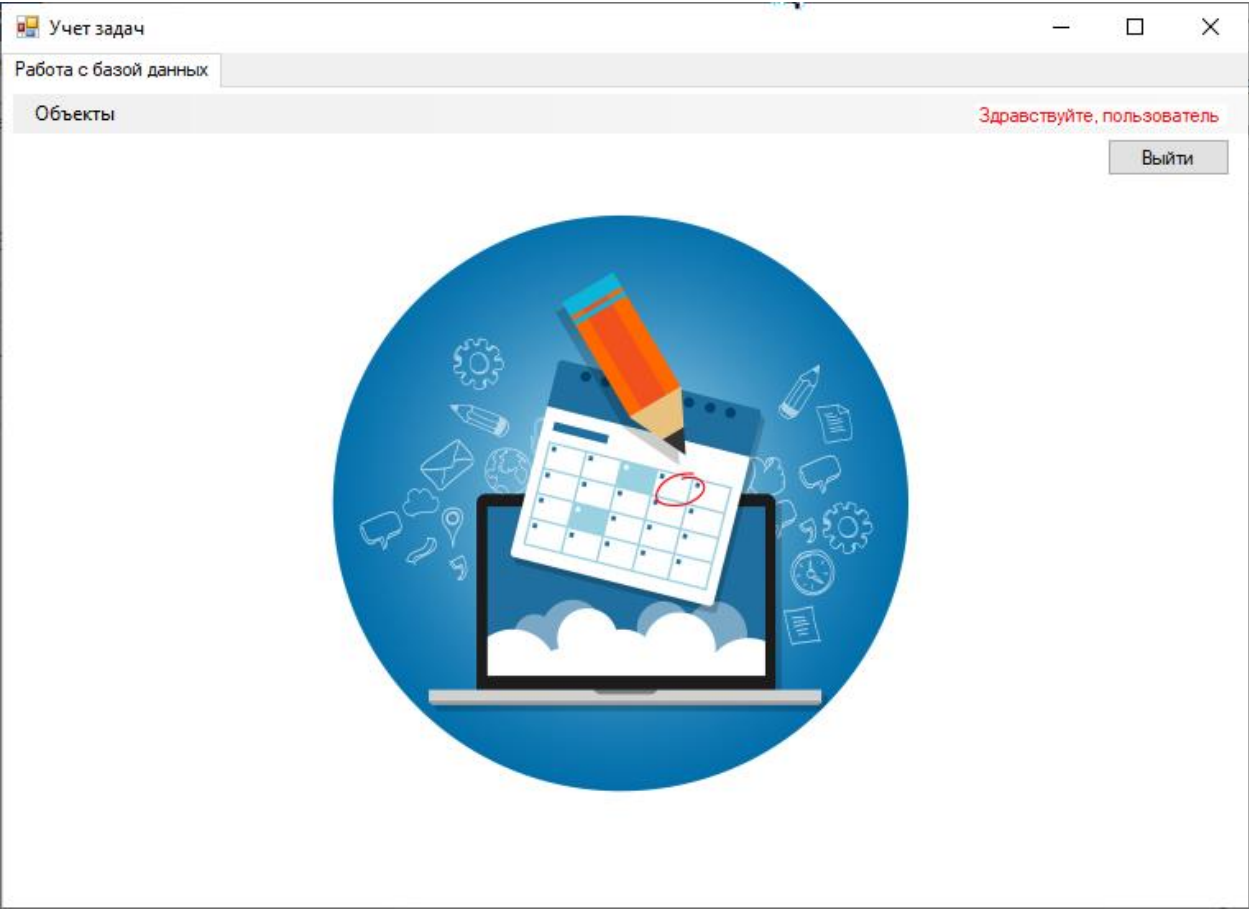 Учет задач
Работа с базой данных
Объекты
Здравствуйте, пользователь
Выйти